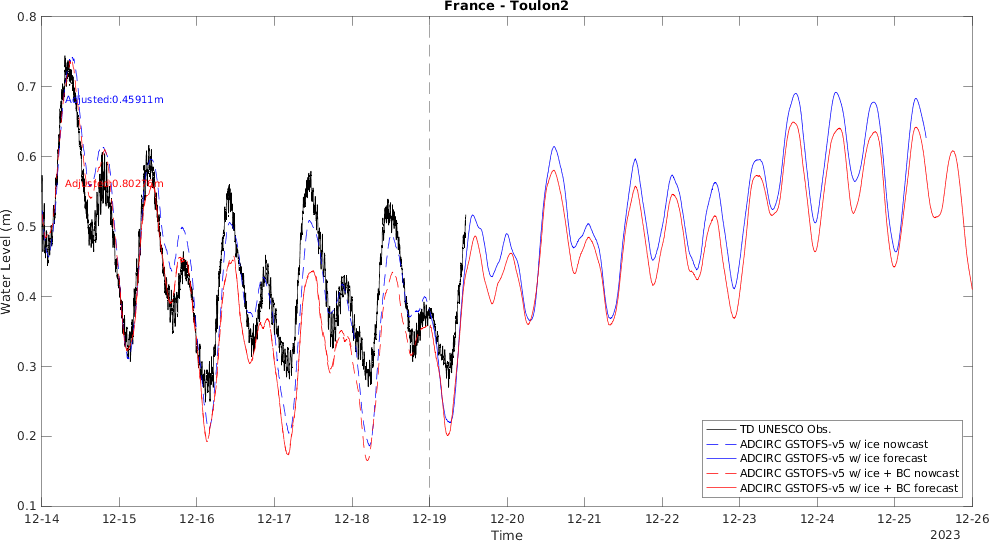 France - Toulon2
0.8
0.7
0.6
0.5
0.4
0.3
0.2
0.1
Water Level (m)
Adjusted:0.45911m
TD UNESCO Obs.
ADCIRC GSTOFS-v5 w/ ice nowcast
ADCIRC GSTOFS-v5 w/ ice forecast
ADCIRC GSTOFS-v5 w/ ice + BC nowcast
ADCIRC GSTOFS-v5 w/ ice + BC forecast
12-14 12-15 12-16 12-17 12-18 12-19 12-20 12-21 12-22 12-23 12-24 12-25 12-26
Time
2023